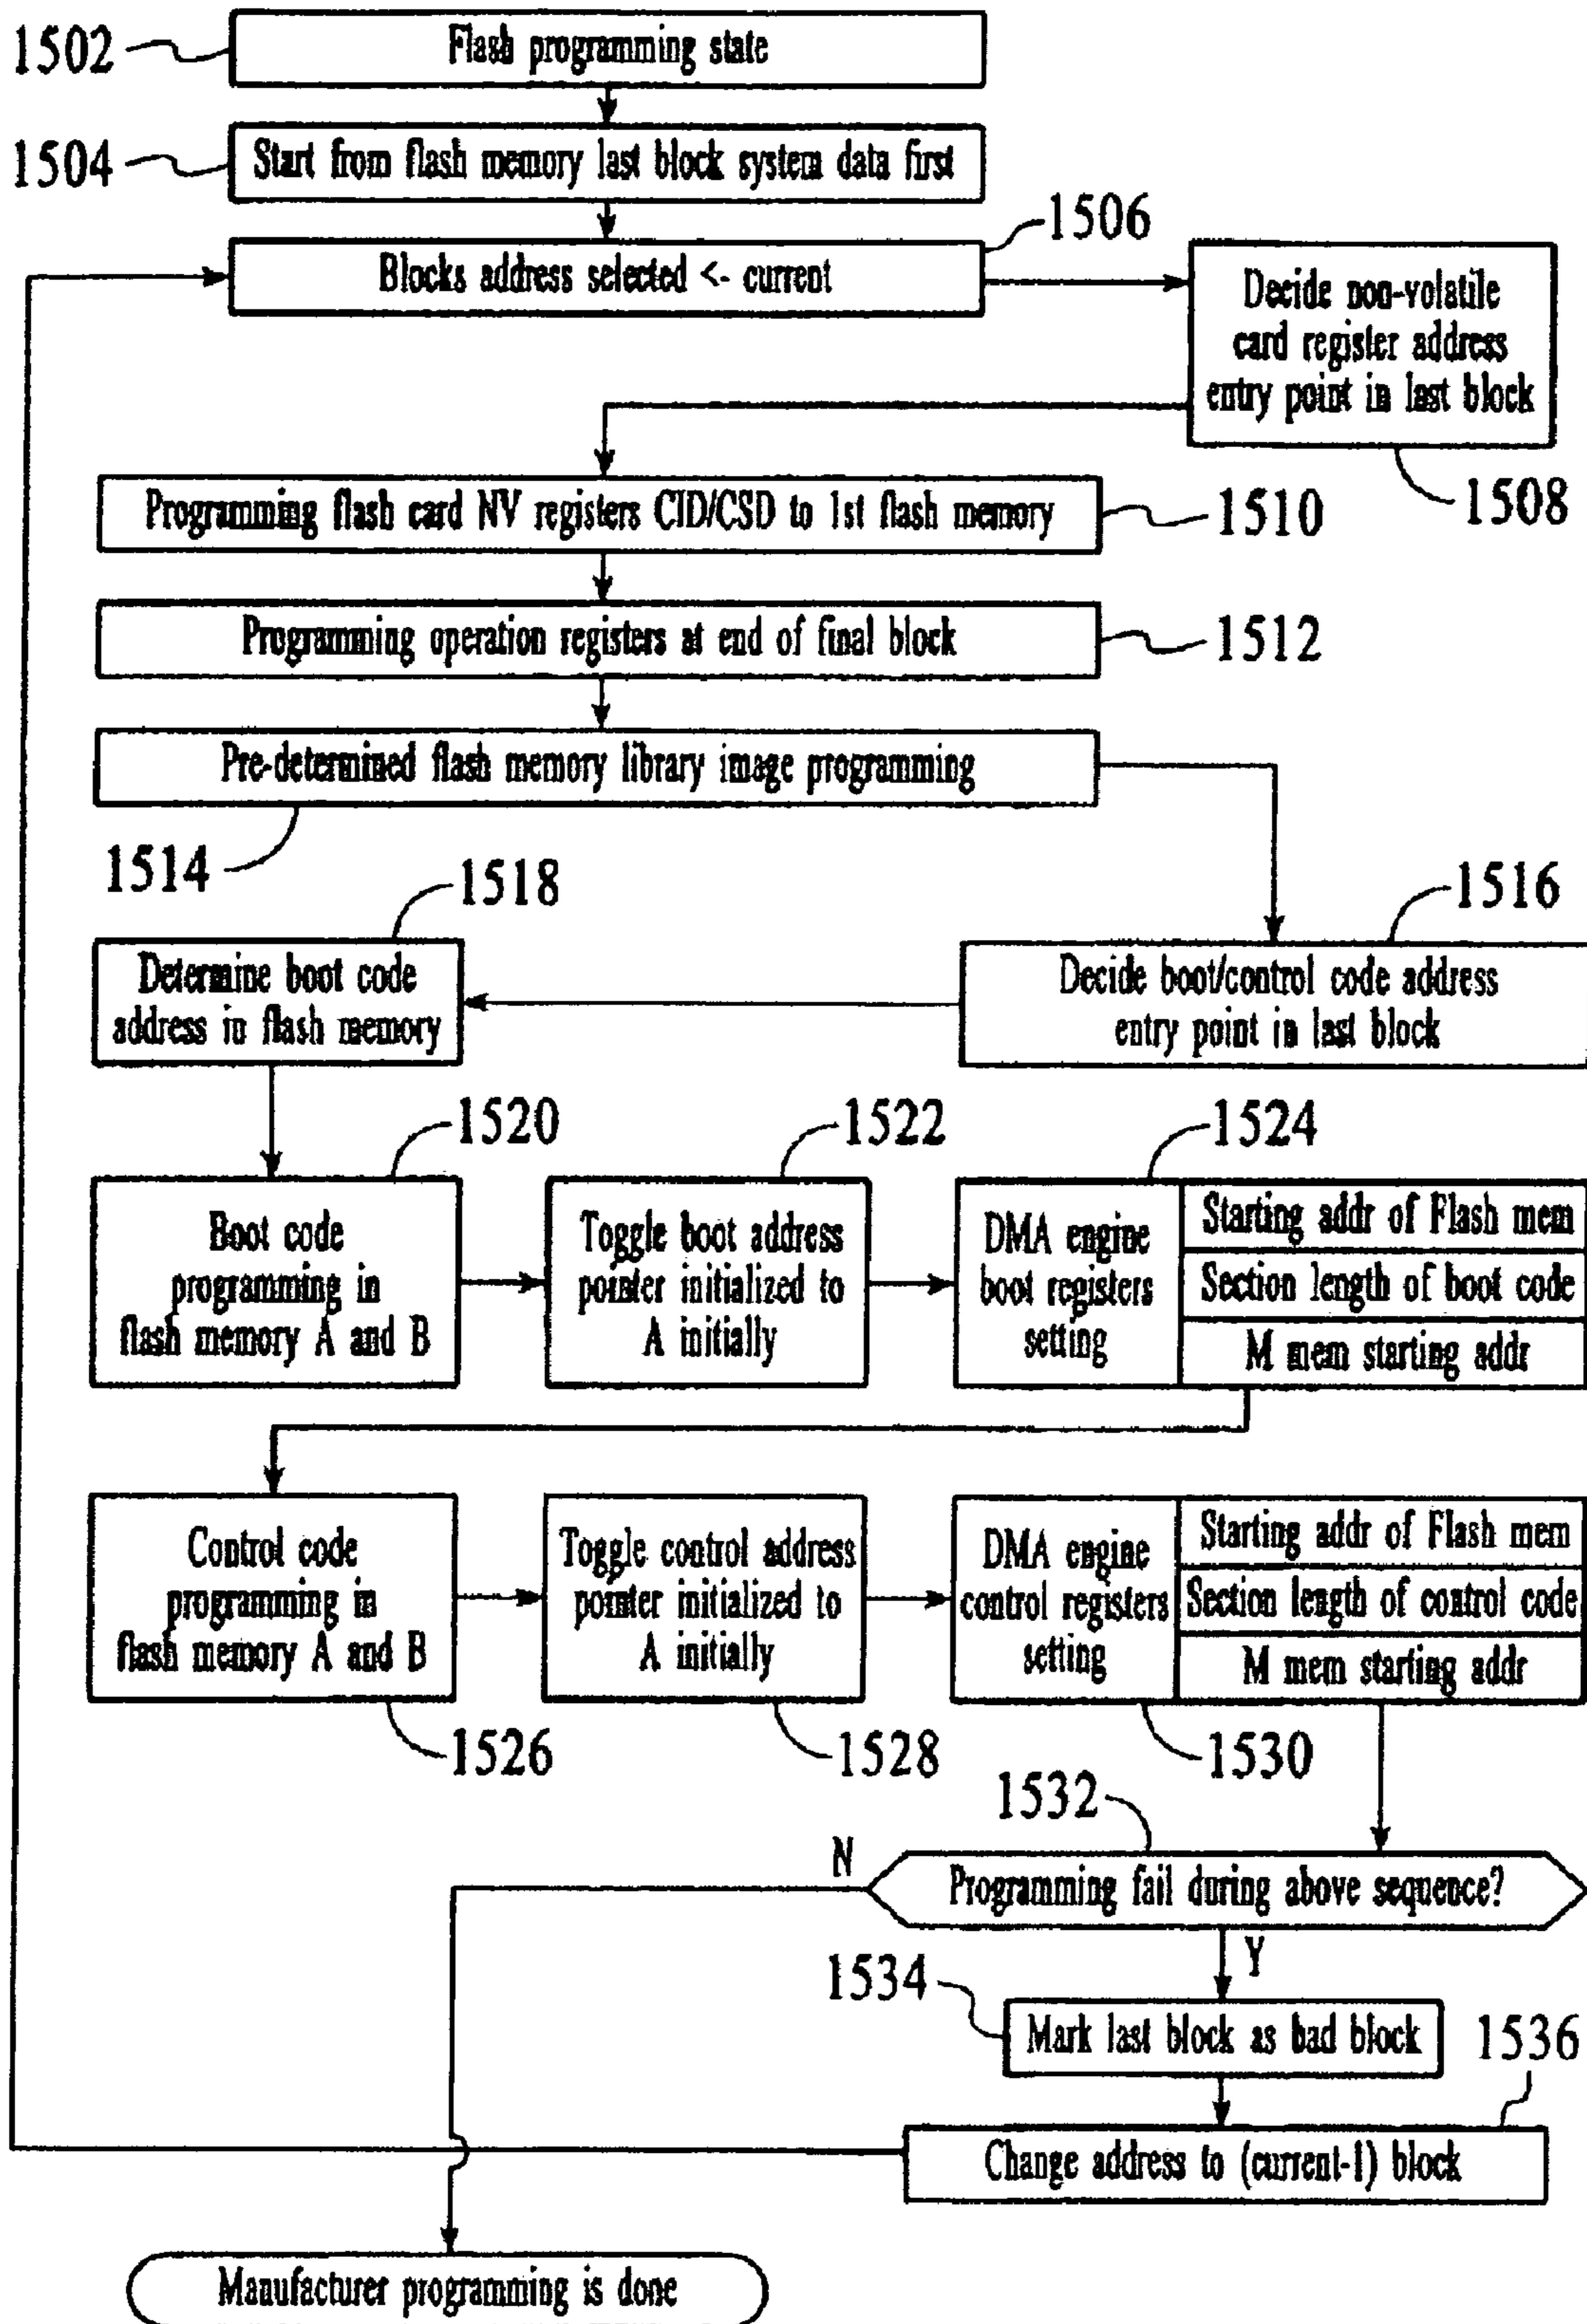 1502
Flash programming state
1504
Start from flash memory last block system data first
1506
Blocks address selected <- current
Decide non-volatile
card register address
entry point in last block
1508
Programming flash card NV registers CID/CSD to 1st flash memory
1510
Programming operation registers at end of final block
1512
Pre-determined flash memory library image programming
1514
1518
1516
Determine boot code
address in flash memory
Decide boot/control code address
entry point in last block
1520
1522
1524
Boot code
programming in
flash memory A and B
Toggle boot address
pointer initialized to
A initially
DMA engine
boot registers
setting
Starting addr of Flash mem
Section length of boot code
M mem starting addr
Control code
programming in
flash memory A and B
Toggle control address
pointer initialized to
A initially
DMA engine
control registers
setting
Starting addr of Flash mem
Section length of control code
M mem starting addr
1526
1528
1530
1532
N
Programming fail during above sequence?
Y
1534
Mark last block as bad block
1536
Change address to (current-1) block
Manufacturer programming is done